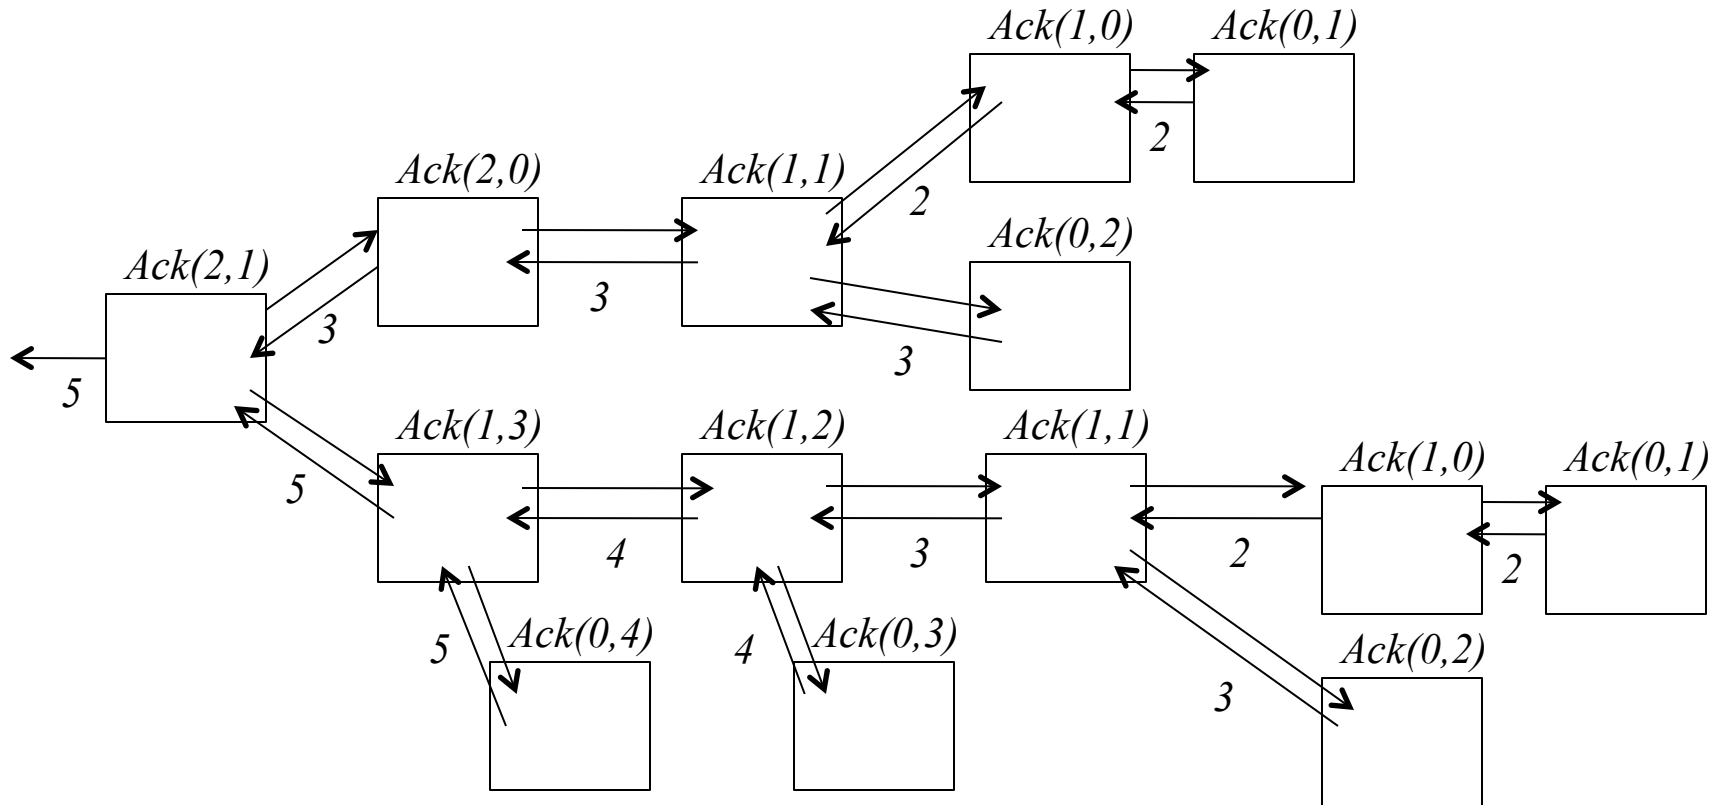 Ack(1,0) Ack(0,1)
2
Ack(2,0) Ack(1,1)
2
Ack(0,2)
Ack(2,1)
3
3
3
5
Ack(1,3) Ack(1,2) Ack(1,1)
Ack(1,0) Ack(0,1)
5
4 3 2 2
Ack(0,4) Ack(0,3)
5 4
Ack(0,2)
3